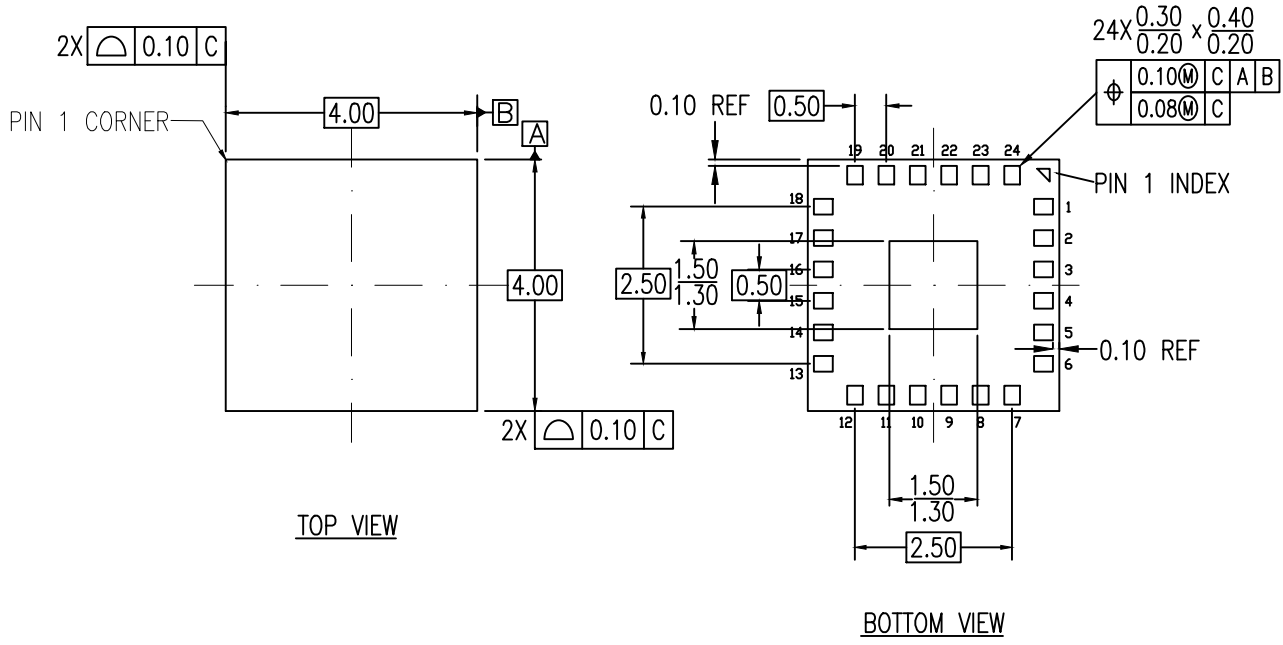 2X ⌓ 0.10 C
PIN 1 CORNER
4.00
B
A
4.00
2X ⌓ 0.10 C
TOP VIEW
24X 0.30/0.20 x 0.40/0.20
⌖ 0.10Ⓜ C A B
0.08Ⓜ C
0.10 REF
0.50
19 20 21 22 23 24
PIN 1 INDEX
18
17
16
15
14
13
1
2
3
4
5
6
2.50
1.50
1.30
0.50
0.10 REF
12 11 10 9 8 7
1.50
1.30
2.50
BOTTOM VIEW